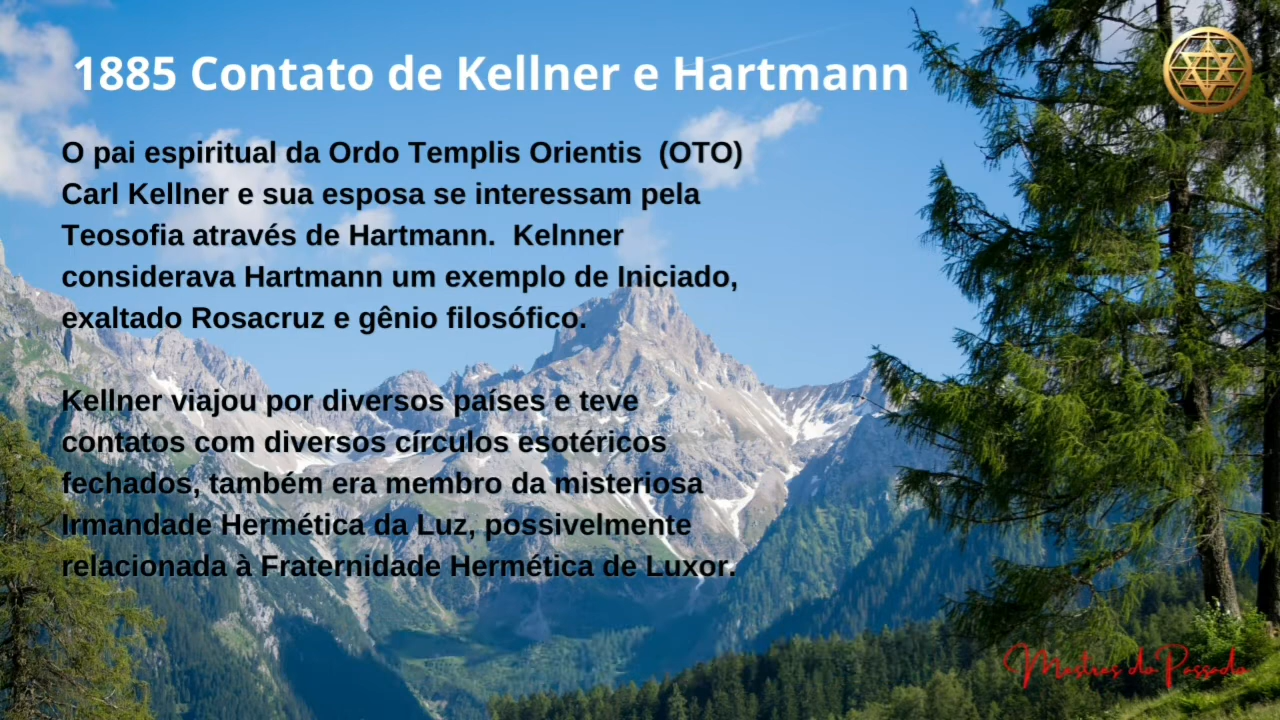 1885 Contato de Kellner e Hartmann
O pai espiritual da Ordo Templis Orientis (OTO)
Carl Kellner e sua esposa se interessam pela
Teosofia através de Hartmann. Kelnner
considerava Hartmann um exemplo de Iniciado,
exaltado Rosacruz e gênio filosófico.
Kellner viajou por diversos países e teve
contatos com diversos círculos esotéricos
fechados, também era membro da misteriosa
Irmandade Hermética da Luz, possivelmente
relacionada à Fraternidade Hermética de Luxor.
Mestres do Passado